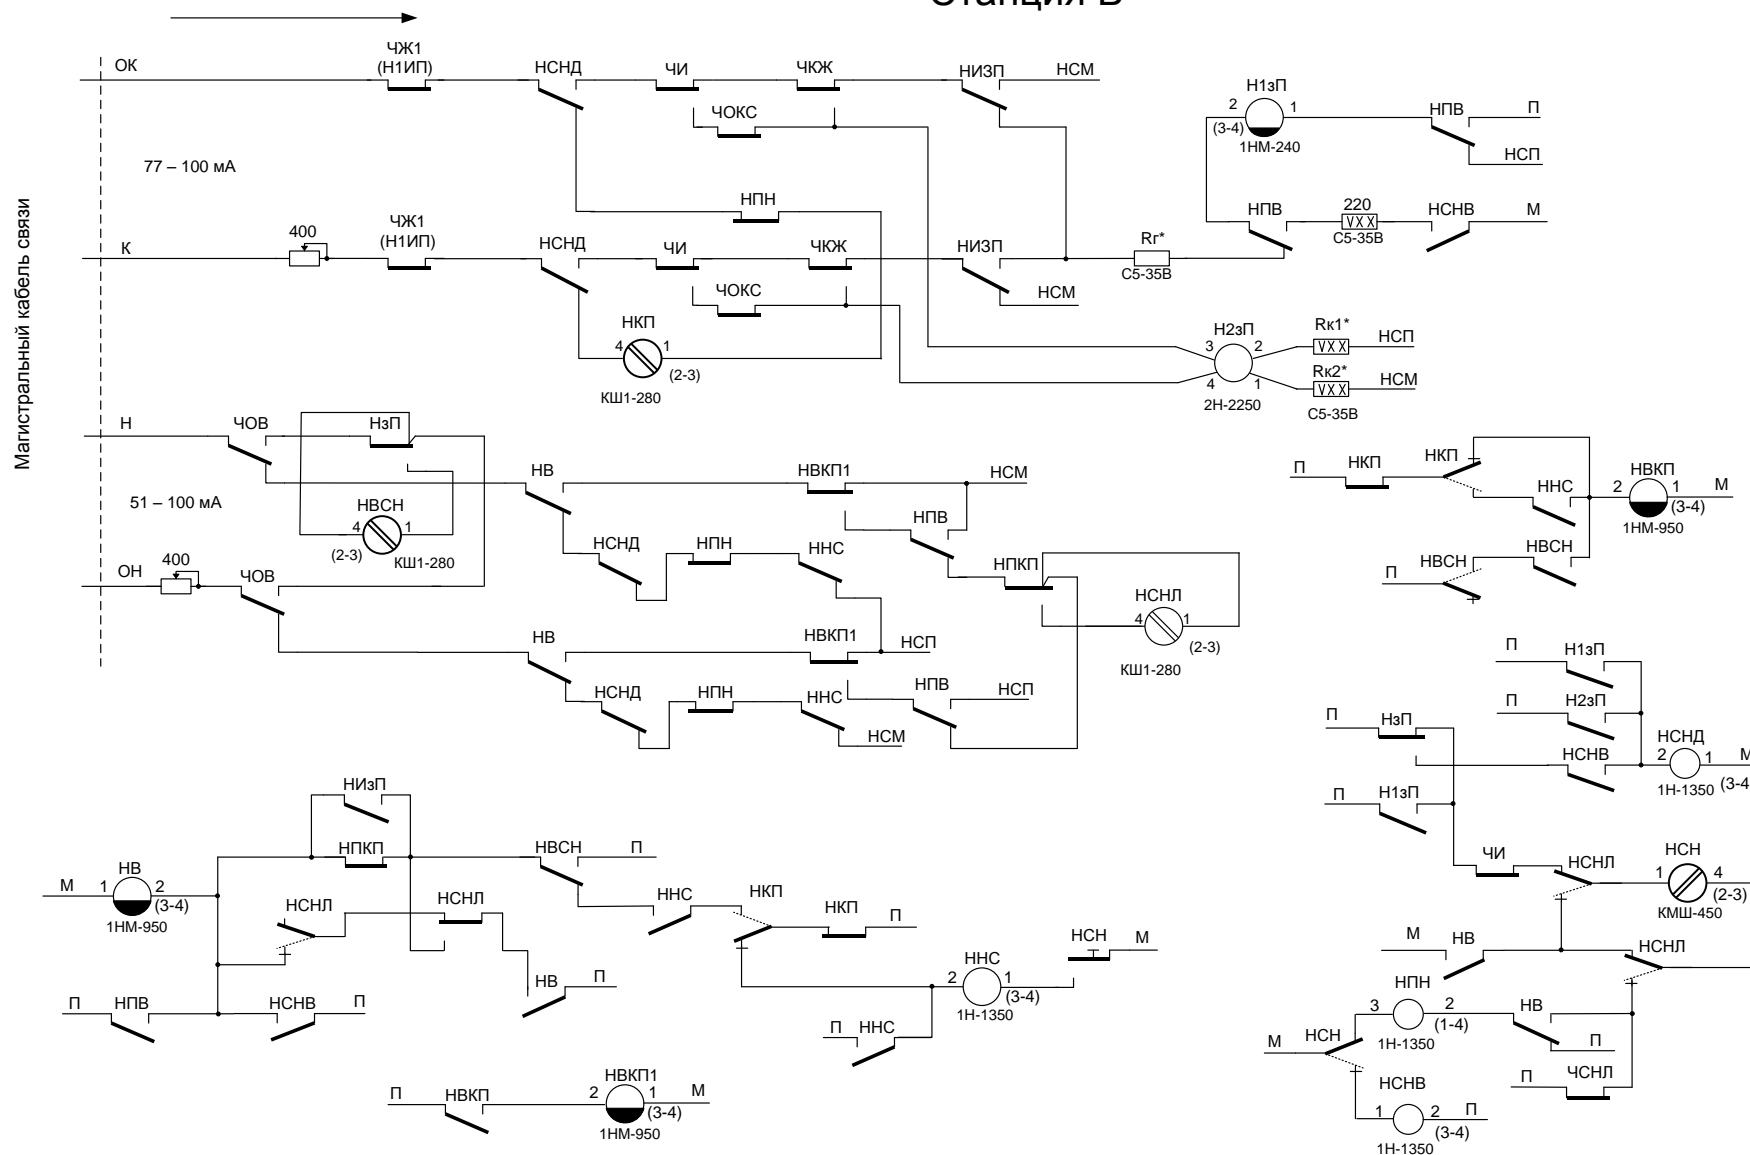 Станция Б
Магистральный кабель связи
ОК
ЧЖ1
(Н1ИП)
НСНД
ЧИ
ЧКЖ
НИЗП
НСМ
ЧОКС
77 – 100 мА
НПН
К
400
ЧЖ1
(Н1ИП)
НСНД
ЧИ
ЧКЖ
НИЗП
НСМ
ЧОКС
НКП
4 1
(2-3)
КШ1-280
Rг*
С5-35В
Н1зП
2 1
(3-4)
1НМ-240
НПВ
П
НСП
НПВ
220
С5-35В
НСНВ
М
Н2зП
3 2
4 1
2Н-2250
Rк1*
НСП
Rк2*
НСМ
С5-35В
Н
ЧОВ
НзП
51 – 100 мА
НВСН
4 1
(2-3)
КШ1-280
ОН
400
ЧОВ
НВ
НВКП1
НСМ
НПВ
НСНД
НПН
ННС
НПКП
НСНЛ
4 1
(2-3)
КШ1-280
НВ
НВКП1
НСП
НСНД
НПН
ННС
НСМ
НПВ
НСП
П
НКП
НКП
ННС
НВКП
2 1
М
(3-4)
1НМ-950
П
НВСН
НВСН
П
Н1зП
П
Н2зП
П
НзП
НСНВ
НСНД
2 1
М
1Н-1350
(3-4
П
Н1зП
ЧИ
НСНЛ
НСН
1 4
(2-3)
КМШ-450
М
НВ
НСНЛ
НПН
3 2
(1-4)
1Н-1350
НВ
П
М
НСН
П
ЧСНЛ
НСНВ
1 2
П
(3-4)
1Н-1350
НИзП
НПКП
НВ
М
1 2
(3-4)
1НМ-950
НСНЛ
НСНЛ
НВСН
П
ННС
НКП
НКП
П
НВ
П
П
НПВ
НСНВ
П
НСН
М
ННС
2 1
(3-4)
1Н-1350
П
ННС
П
НВКП
НВКП1
2 1
М
(3-4)
1НМ-950